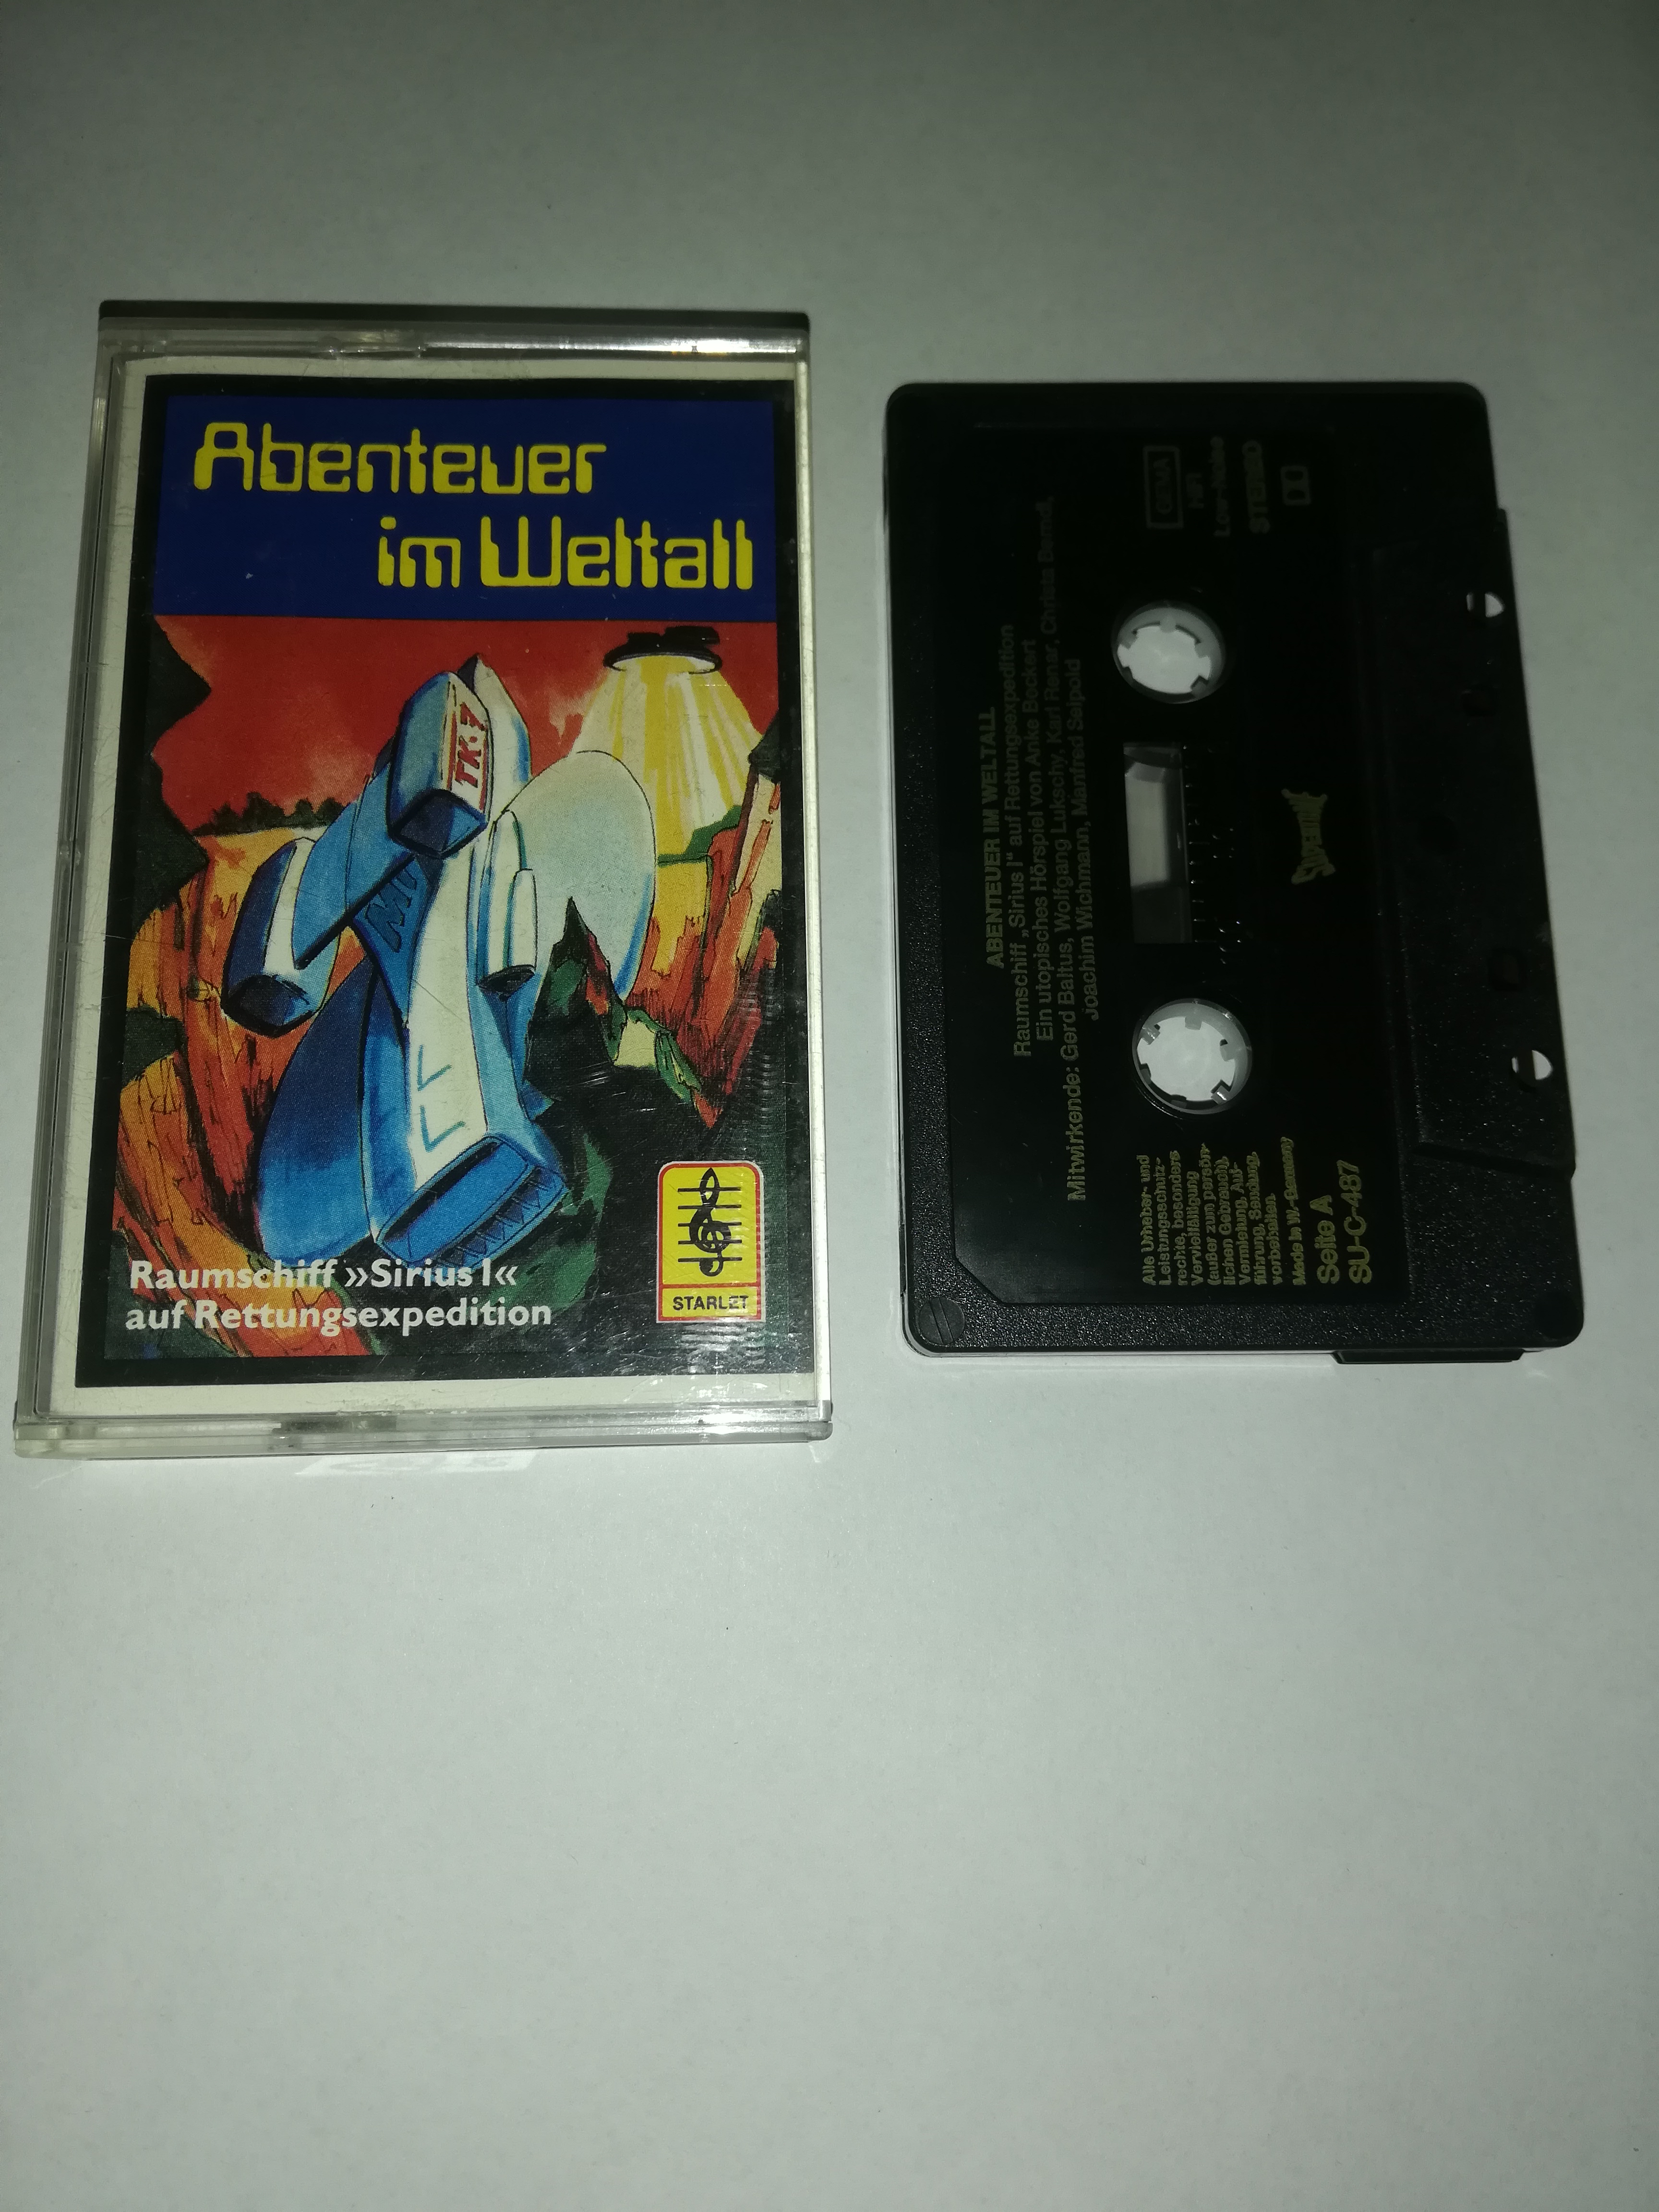 Abenteuer
im Weltall
TK-7
Raumschiff »Sirius I«
auf Rettungsexpedition
STARLET
ABENTEUER IM WELTALL
Raumschiff „Sirius I“ auf Rettungsexpedition
Ein utopisches Hörspiel von Anke Beckert
Mitwirkende: Gerd Baltus, Wolfgang Lukschy, Karl Renar, Christa Berndl,
Joachim Wichmann, Manfred Seipold
GEMA
HiFi
Low-Noise
STEREO
Alle Urheber- und
Leistungsschutz-
rechte, besonders
Vervielfältigung
(außer zum persön-
lichen Gebrauch),
Vermietung, Auf-
führung, Sendung,
vorbehalten.
Made in W.-Germany
Seite A
SU-C-487